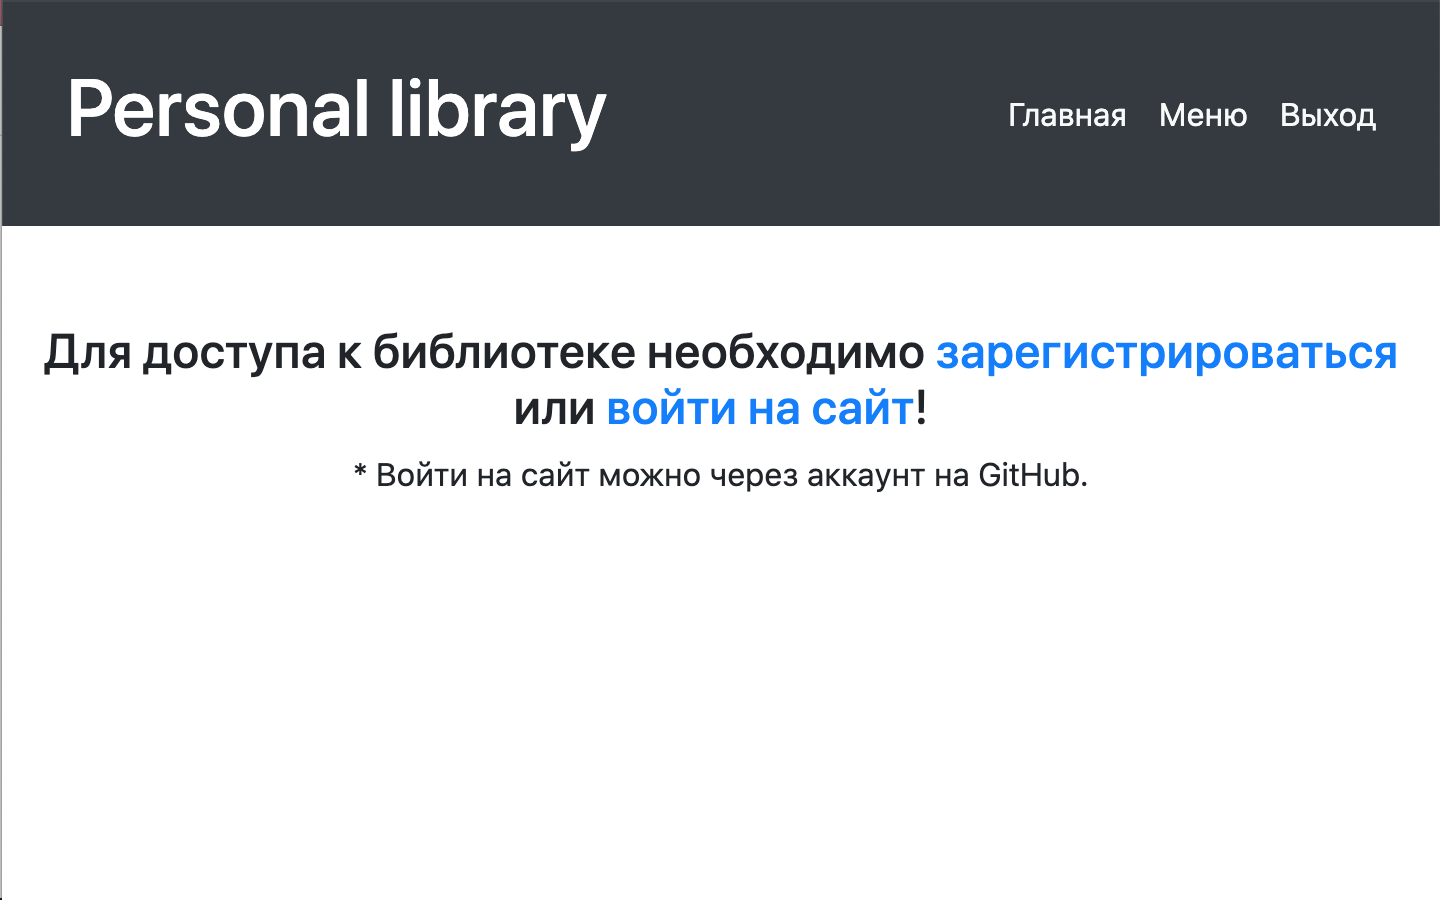 Personal library
Главная Меню Выход
Для доступа к библиотеке необходимо зарегистрироваться
или войти на сайт!
* Войти на сайт можно через аккаунт на GitHub.